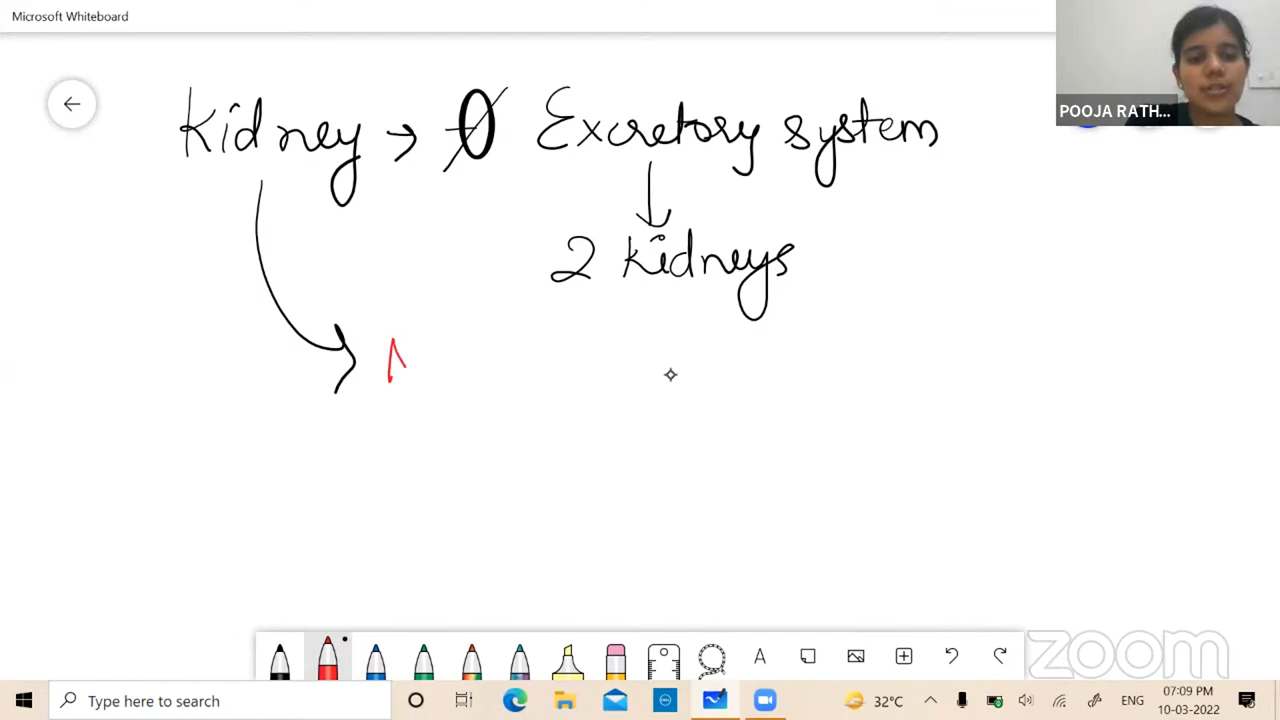 Microsoft Whiteboard
POOJA RATH...
Kidney → Excretory system
2 Kidneys
zoom
Type here to search
32°C
ENG
07:09 PM
10-03-2022